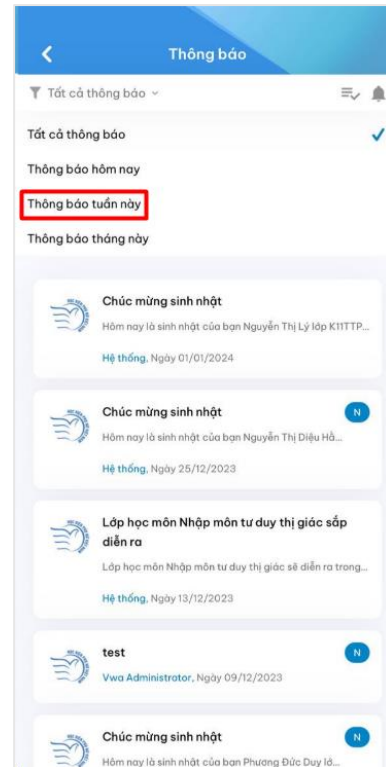 Thông báo
Tất cả thông báo
Tất cả thông báo
Thông báo hôm nay
Thông báo tuần này
Thông báo tháng này
Chúc mừng sinh nhật
Hôm nay là sinh nhật của bạn Nguyễn Thị Lý lớp K11TTP...
Hệ thống, Ngày 01/01/2024
Chúc mừng sinh nhật
N
Hôm nay là sinh nhật của bạn Nguyễn Thị Diệu Hằ...
Hệ thống, Ngày 25/12/2023
Lớp học môn Nhập môn tư duy thị giác sắp
diễn ra
Lớp học môn Nhập môn tư duy thị giác sẽ diễn ra trong...
Hệ thống, Ngày 13/12/2023
test
N
Vwa Administrator, Ngày 09/12/2023
Chúc mừng sinh nhật
N
Hôm nay là sinh nhật của bạn Phương Đức Duy lớ...